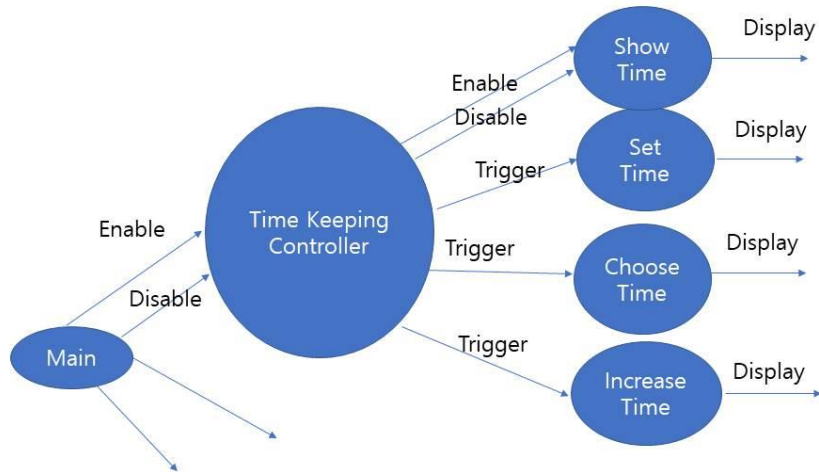 Show
Time
Display
Enable
Disable
Set
Time
Display
Trigger
Time Keeping
Controller
Enable
Disable
Trigger
Choose
Time
Display
Main
Trigger
Increase
Time
Display